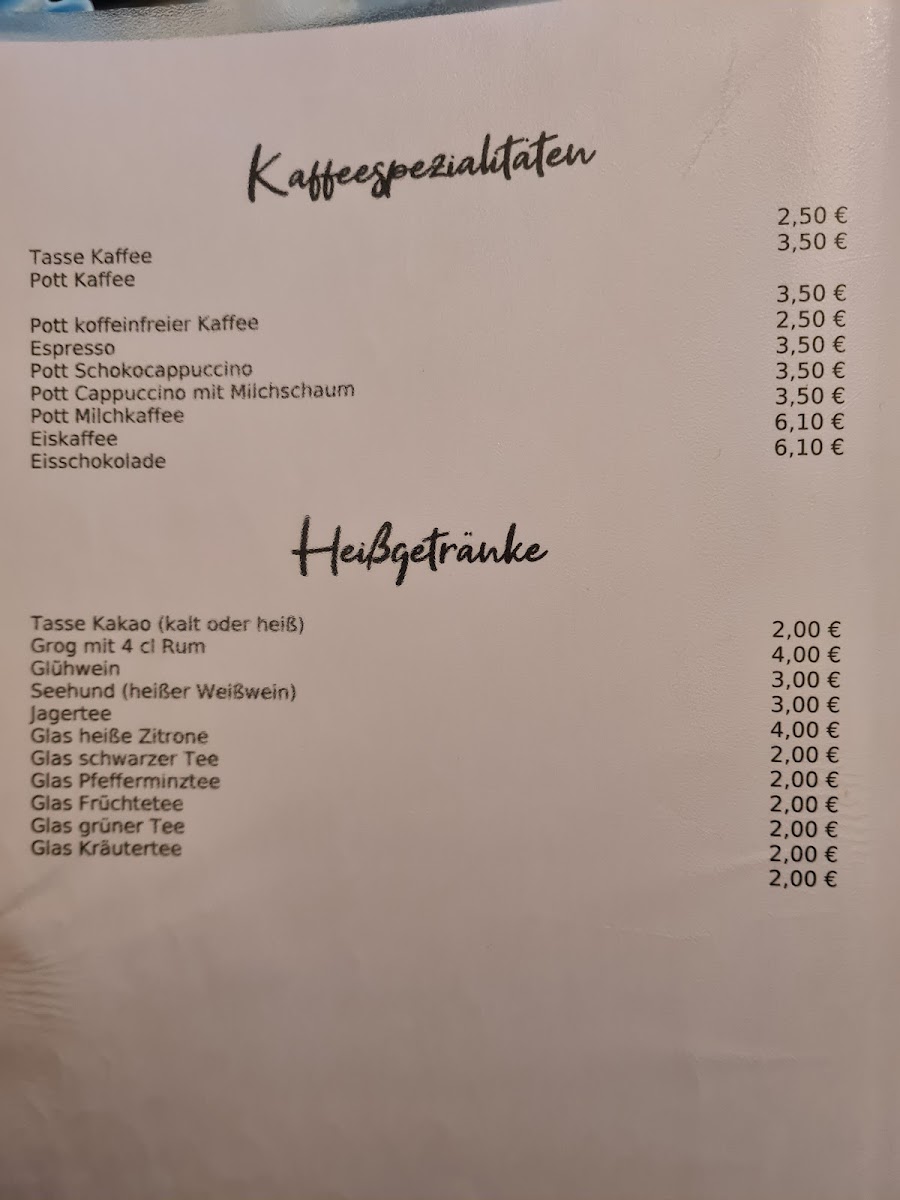 Kaffeespezialitäten
Tasse Kaffee 2,50 €
Pott Kaffee 3,50 €
Pott koffeinfreier Kaffee 3,50 €
Espresso 2,50 €
Pott Schokocappuccino 3,50 €
Pott Cappuccino mit Milchschaum 3,50 €
Pott Milchkaffee 3,50 €
Eiskaffee 6,10 €
Eisschokolade 6,10 €
Heißgetränke
Tasse Kakao (kalt oder heiß) 2,00 €
Grog mit 4 cl Rum 4,00 €
Glühwein 3,00 €
Seehund (heißer Weißwein) 3,00 €
Jagertee 4,00 €
Glas heiße Zitrone 2,00 €
Glas schwarzer Tee 2,00 €
Glas Pfefferminztee 2,00 €
Glas Früchtetee 2,00 €
Glas grüner Tee 2,00 €
Glas Kräutertee 2,00 €